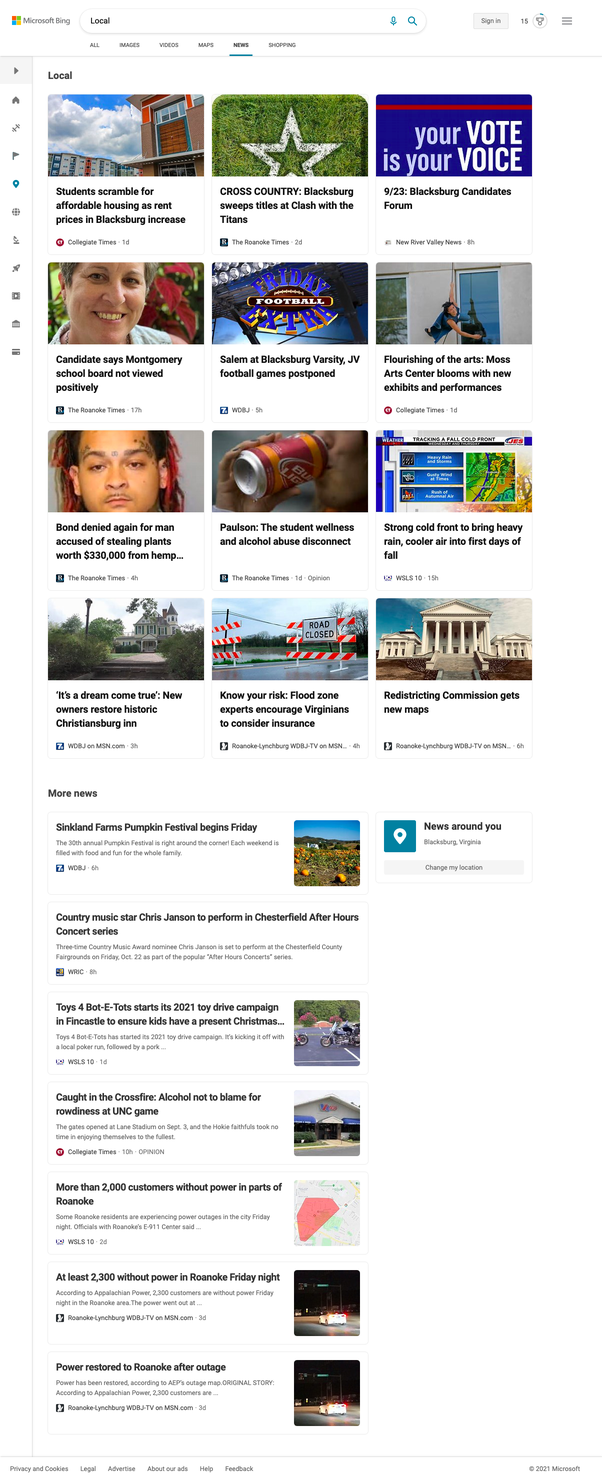 Microsoft Bing
Local
Sign in
15
ALL
IMAGES
VIDEOS
MAPS
NEWS
SHOPPING
Local
Students scramble for
affordable housing as rent
prices in Blacksburg increase
Collegiate Times · 1d
CROSS COUNTRY: Blacksburg
sweeps titles at Clash with the
Titans
The Roanoke Times · 2d
your VOTE
is your VOICE
9/23: Blacksburg Candidates
Forum
New River Valley News · 8h
Candidate says Montgomery
school board not viewed
positively
The Roanoke Times · 17h
FRIDAY
FOOTBALL
EXTRA
Salem at Blacksburg Varsity, JV
football games postponed
WDBJ · 5h
Flourishing of the arts: Moss
Arts Center blooms with new
exhibits and performances
Collegiate Times · 1d
Bond denied again for man
accused of stealing plants
worth $330,000 from hemp...
The Roanoke Times · 4h
Paulson: The student wellness
and alcohol abuse disconnect
The Roanoke Times · 1d · Opinion
WEATHER
TRACKING A FALL COLD FRONT
Heavy Rain
and Storms
Gusty Wind
at Times
Rush of
Autumnal Air
Strong cold front to bring heavy
rain, cooler air into first days of
fall
WSLS 10 · 15h
'It's a dream come true': New
owners restore historic
Christiansburg inn
WDBJ on MSN.com · 3h
ROAD
CLOSED
Know your risk: Flood zone
experts encourage Virginians
to consider insurance
Roanoke-Lynchburg WDBJ-TV on MSN... · 4h
Redistricting Commission gets
new maps
Roanoke-Lynchburg WDBJ-TV on MSN... · 6h
More news
Sinkland Farms Pumpkin Festival begins Friday
The 30th annual Pumpkin Festival is right around the corner! Each weekend is
filled with food and fun for the whole family.
WDBJ · 6h
News around you
Blacksburg, Virginia
Change my location
Country music star Chris Janson to perform in Chesterfield After Hours
Concert series
Three-time Country Music Award nominee Chris Janson is set to perform at the Chesterfield County
Fairgrounds on Friday, Oct. 22 as part of the popular "After Hours Concerts" series.
WRIC · 8h
Toys 4 Bot-E-Tots starts its 2021 toy drive campaign
in Fincastle to ensure kids have a present Christmas...
Toys 4 Bot-E-Tots has started its 2021 toy drive campaign. It's kicking it off with
a local poker run, followed by a pork ...
WSLS 10 · 1d
Caught in the Crossfire: Alcohol not to blame for
rowdiness at UNC game
The gates opened at Lane Stadium on Sept. 3, and the Hokie faithfuls took no
time in enjoying themselves to the fullest.
Collegiate Times · 10h · OPINION
More than 2,000 customers without power in parts of
Roanoke
Some Roanoke residents are experiencing power outages in the city Friday
night. Officials with Roanoke's E-911 Center said ...
WSLS 10 · 2d
At least 2,300 without power in Roanoke Friday night
According to Appalachian Power, 2,300 customers are without power Friday
night in the Roanoke area.The power went out at ...
Roanoke-Lynchburg WDBJ-TV on MSN.com · 3d
Power restored to Roanoke after outage
Power has been restored, according to AEP's outage map.ORIGINAL STORY:
According to Appalachian Power, 2,300 customers are ...
Roanoke-Lynchburg WDBJ-TV on MSN.com · 3d
Privacy and Cookies
Legal
Advertise
About our ads
Help
Feedback
© 2021 Microsoft